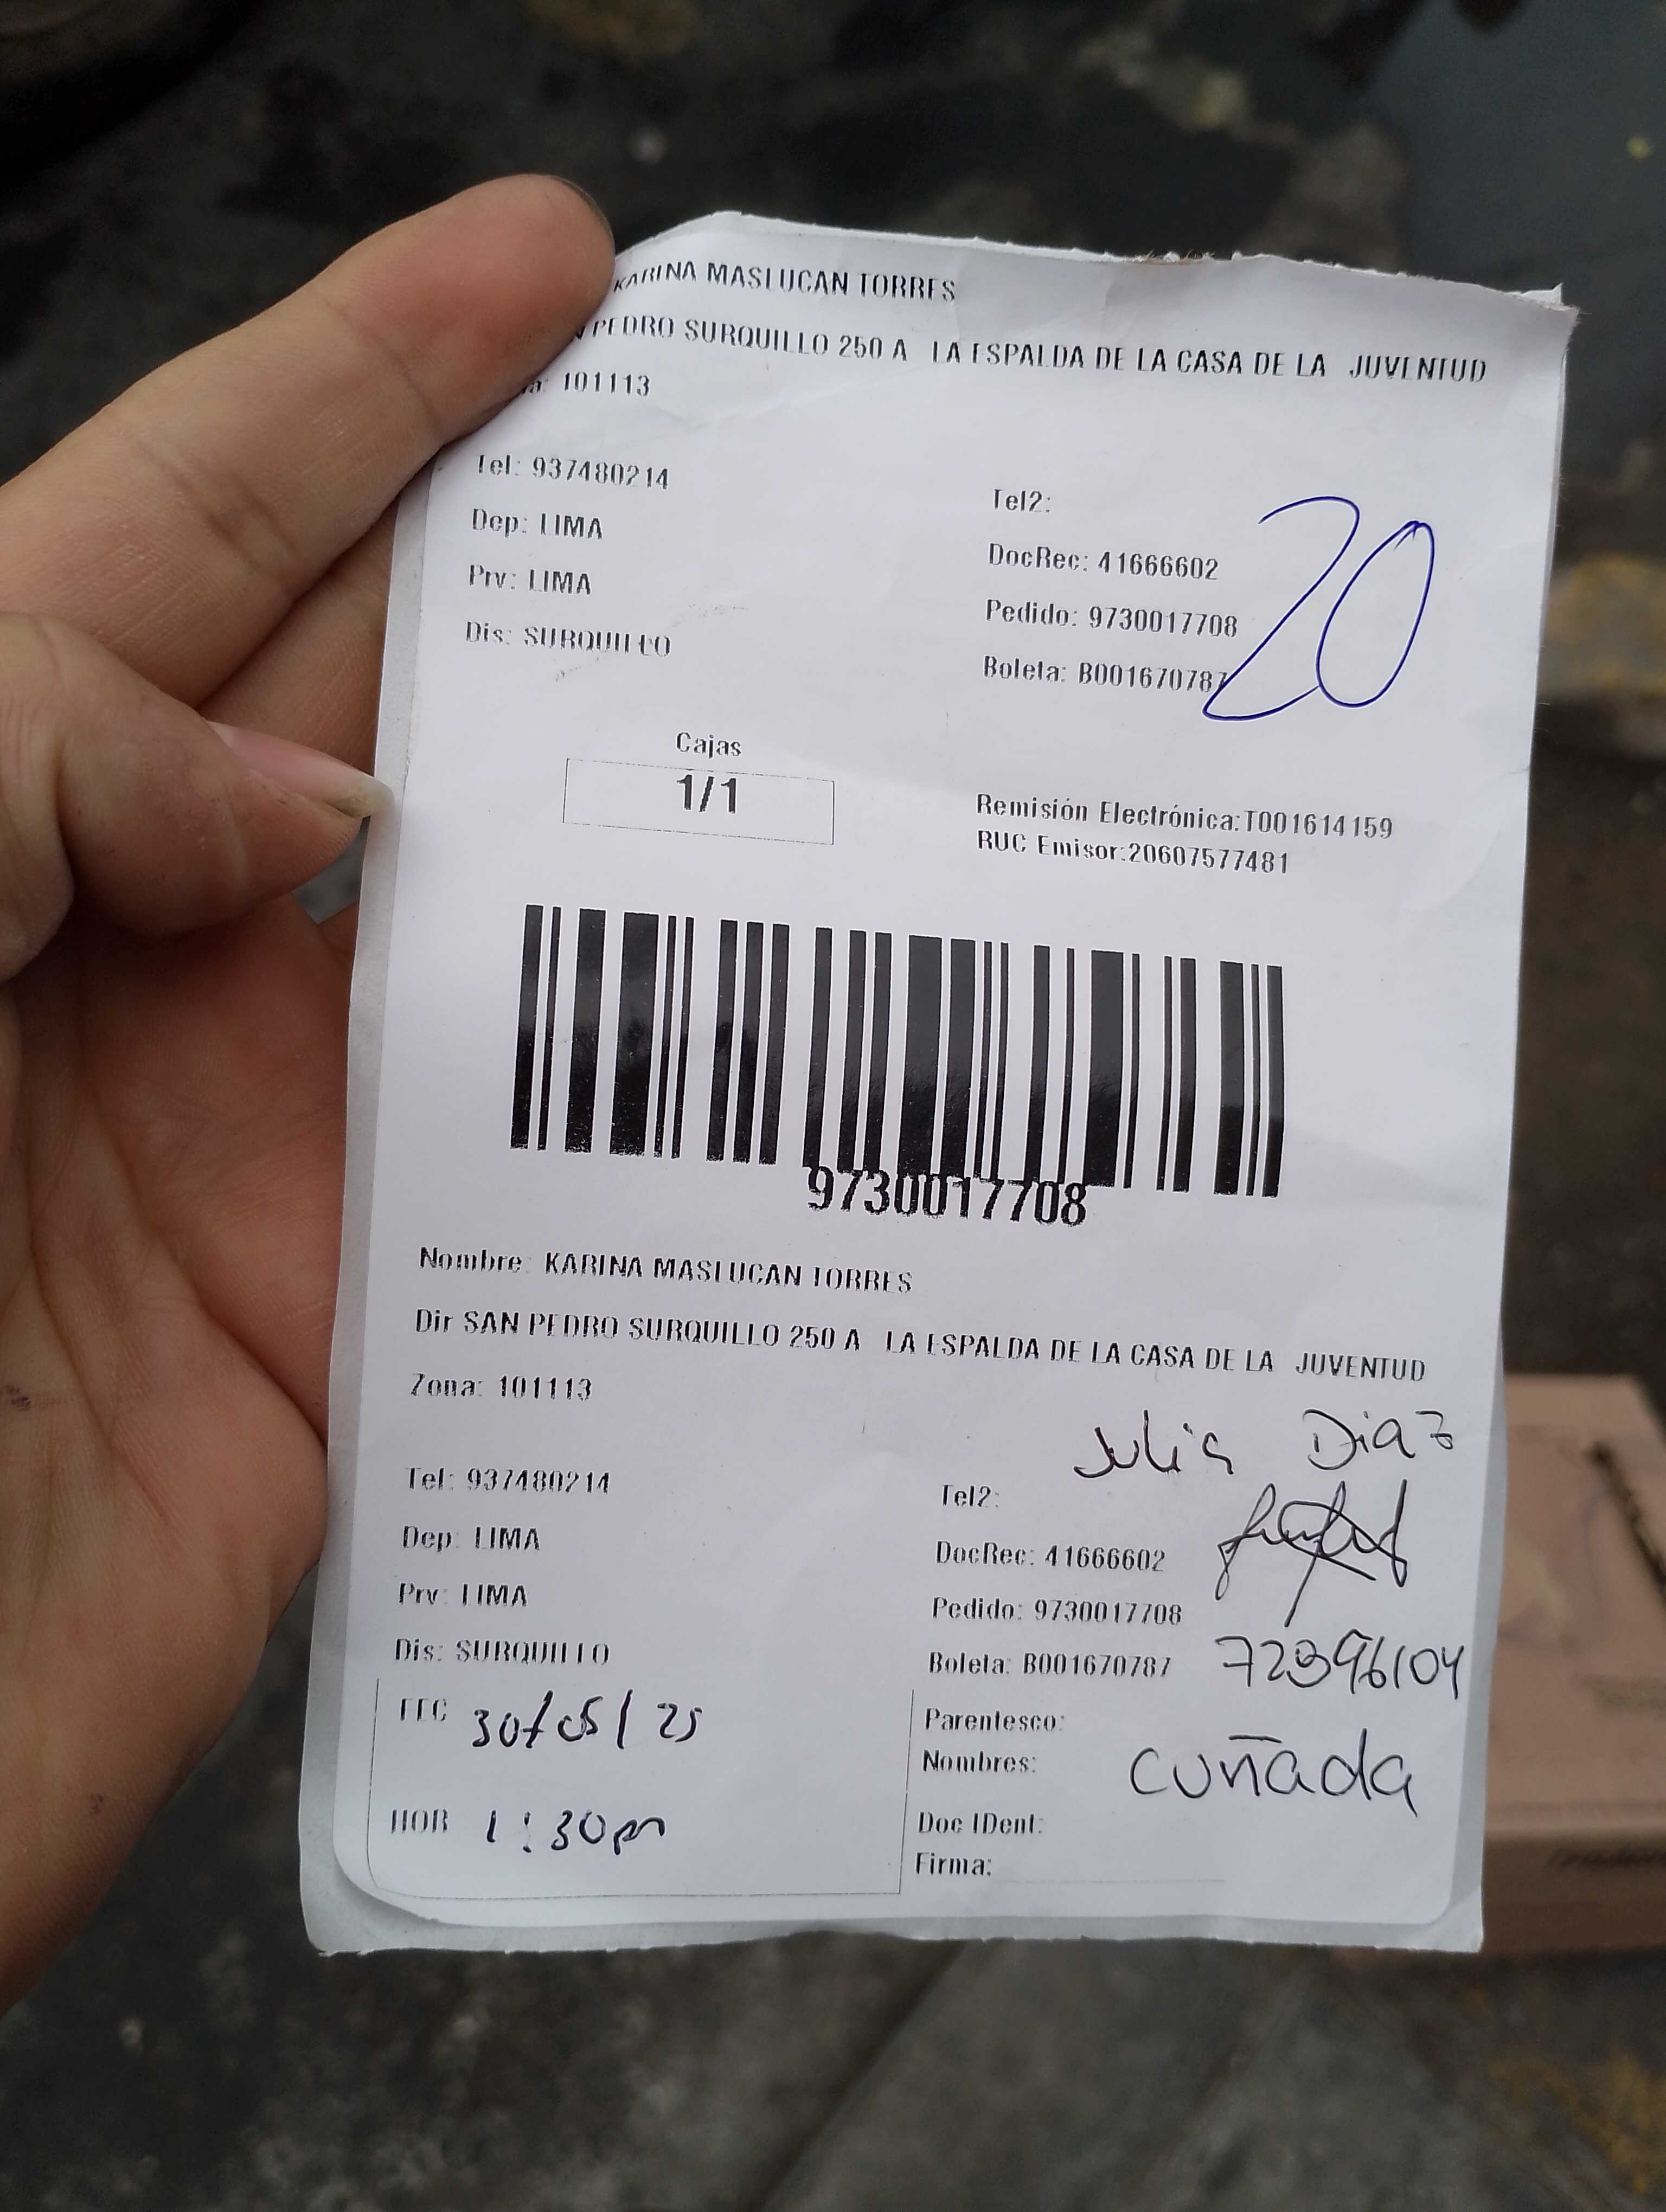 KARINA MASLUCAN TORRES
PEDRO SURQUILLO 250 A LA ESPALDA DE LA CASA DE LA JUVENTUD
101113
Tel: 937480214
Tel2:
Dep: LIMA
DocRec: 41666602
Prv: LIMA
Pedido: 9730017708
Dis: SURQUILLO
Boleta: B001670787
20
Cajas
1/1
Remisión Electrónica:T001614159
RUC Emisor:20607577481
9730017708
Nombre: KARINA MASLUCAN TORRES
Dir SAN PEDRO SURQUILLO 250 A LA ESPALDA DE LA CASA DE LA JUVENTUD
Zona: 101113
Julia Diaz
Tel: 937480214
Tel2:
Dep: LIMA
DocRec: 41666602
Prv: LIMA
Pedido: 9730017708
Dis: SURQUILLO
Boleta: B001670787
FEC 30/05/25
Parentesco:
Nombres:
cuñada
HOR 1:30pm
Doc IDent:
Firma: